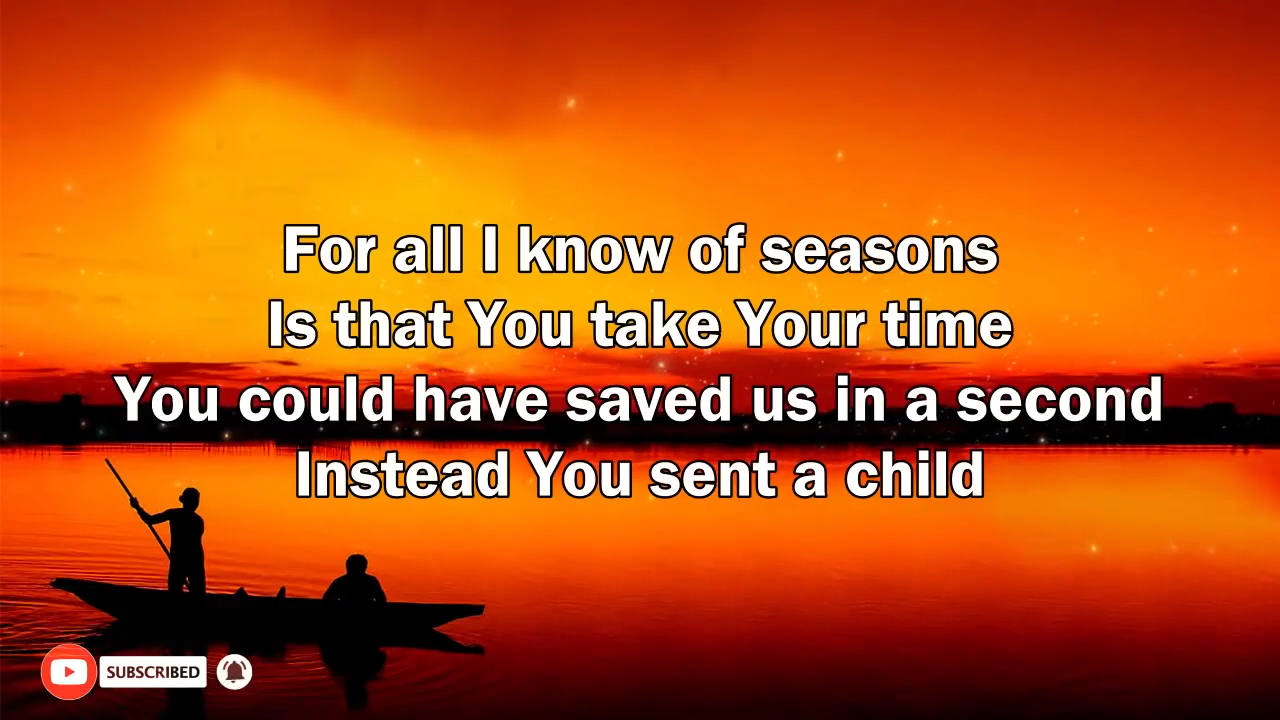 For all I know of seasons
Is that You take Your time
You could have saved us in a second
Instead You sent a child
SUBSCRIBED